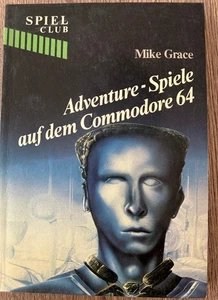 SPIEL
CLUB
Mike Grace
Adventure-Spiele
auf dem Commodore 64